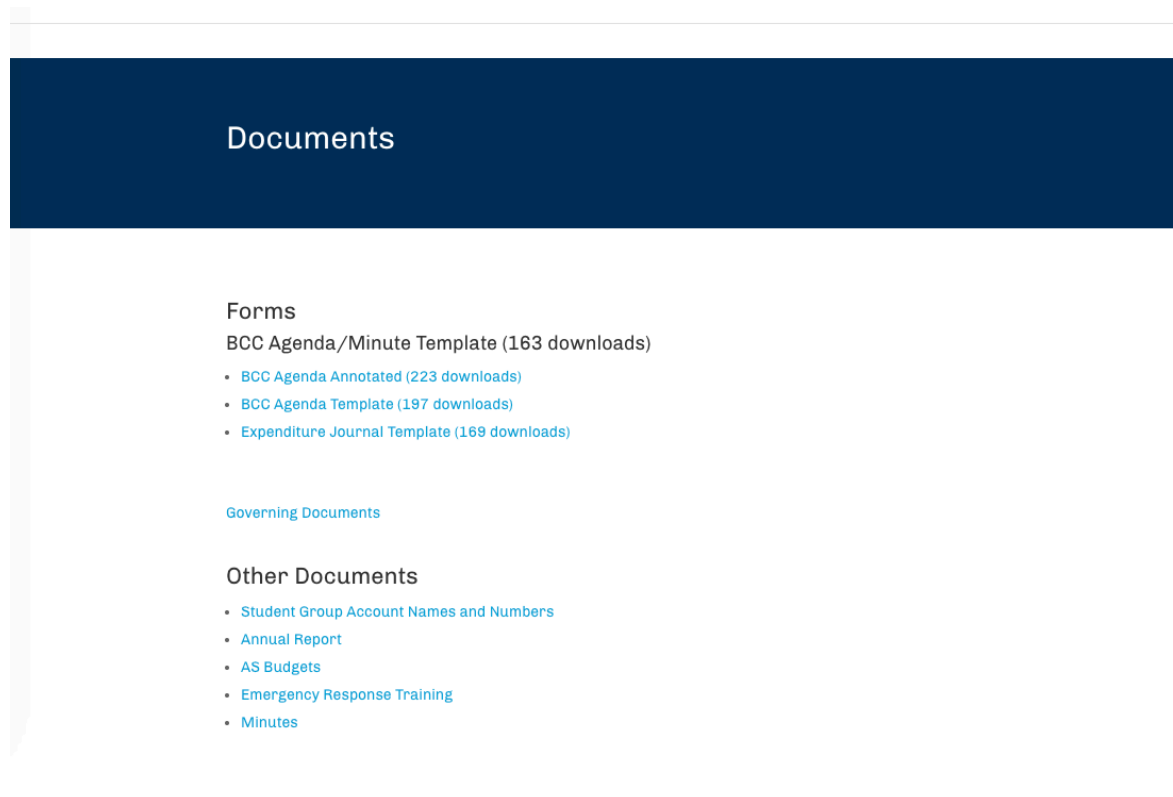 Documents
Forms
BCC Agenda/Minute Template (163 downloads)
BCC Agenda Annotated (223 downloads)
BCC Agenda Template (197 downloads)
Expenditure Journal Template (169 downloads)
Governing Documents
Other Documents
Student Group Account Names and Numbers
Annual Report
AS Budgets
Emergency Response Training
Minutes